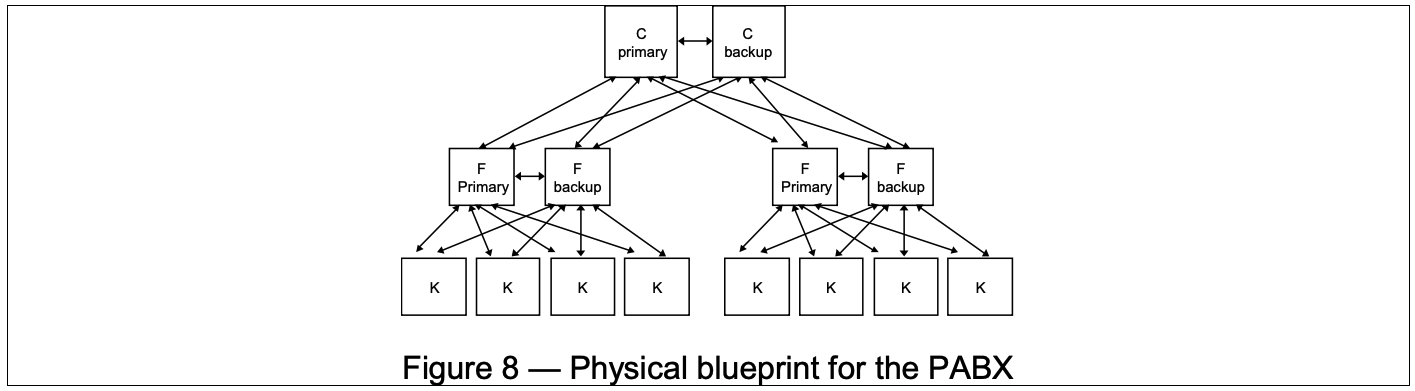 C
primary
C
backup
F
Primary
F
backup
F
Primary
F
backup
K
K
K
K
K
K
K
K
Figure 8 — Physical blueprint for the PABX